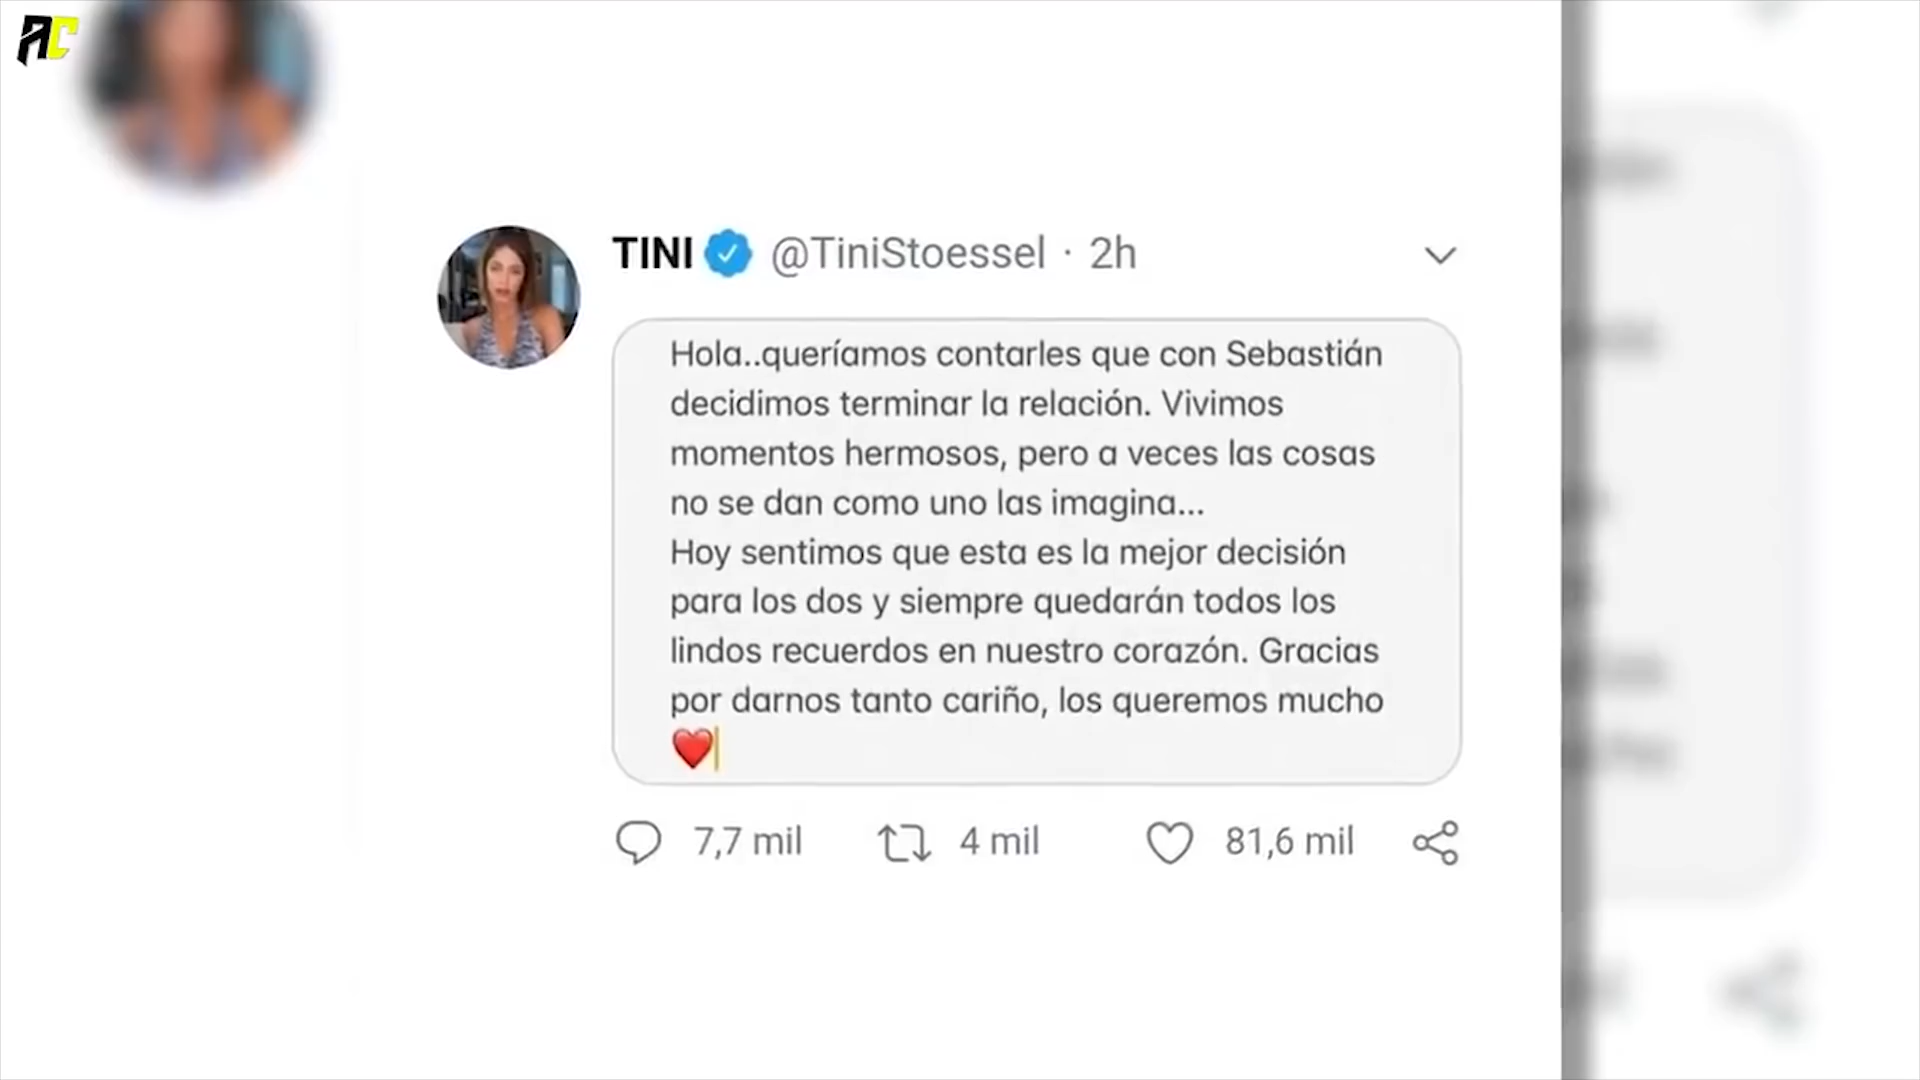 AC
TINI @TiniStoessel · 2h
Hola..queríamos contarles que con Sebastián
decidimos terminar la relación. Vivimos
momentos hermosos, pero a veces las cosas
no se dan como uno las imagina...
Hoy sentimos que esta es la mejor decisión
para los dos y siempre quedarán todos los
lindos recuerdos en nuestro corazón. Gracias
por darnos tanto cariño, los queremos mucho
❤️
7,7 mil 4 mil 81,6 mil